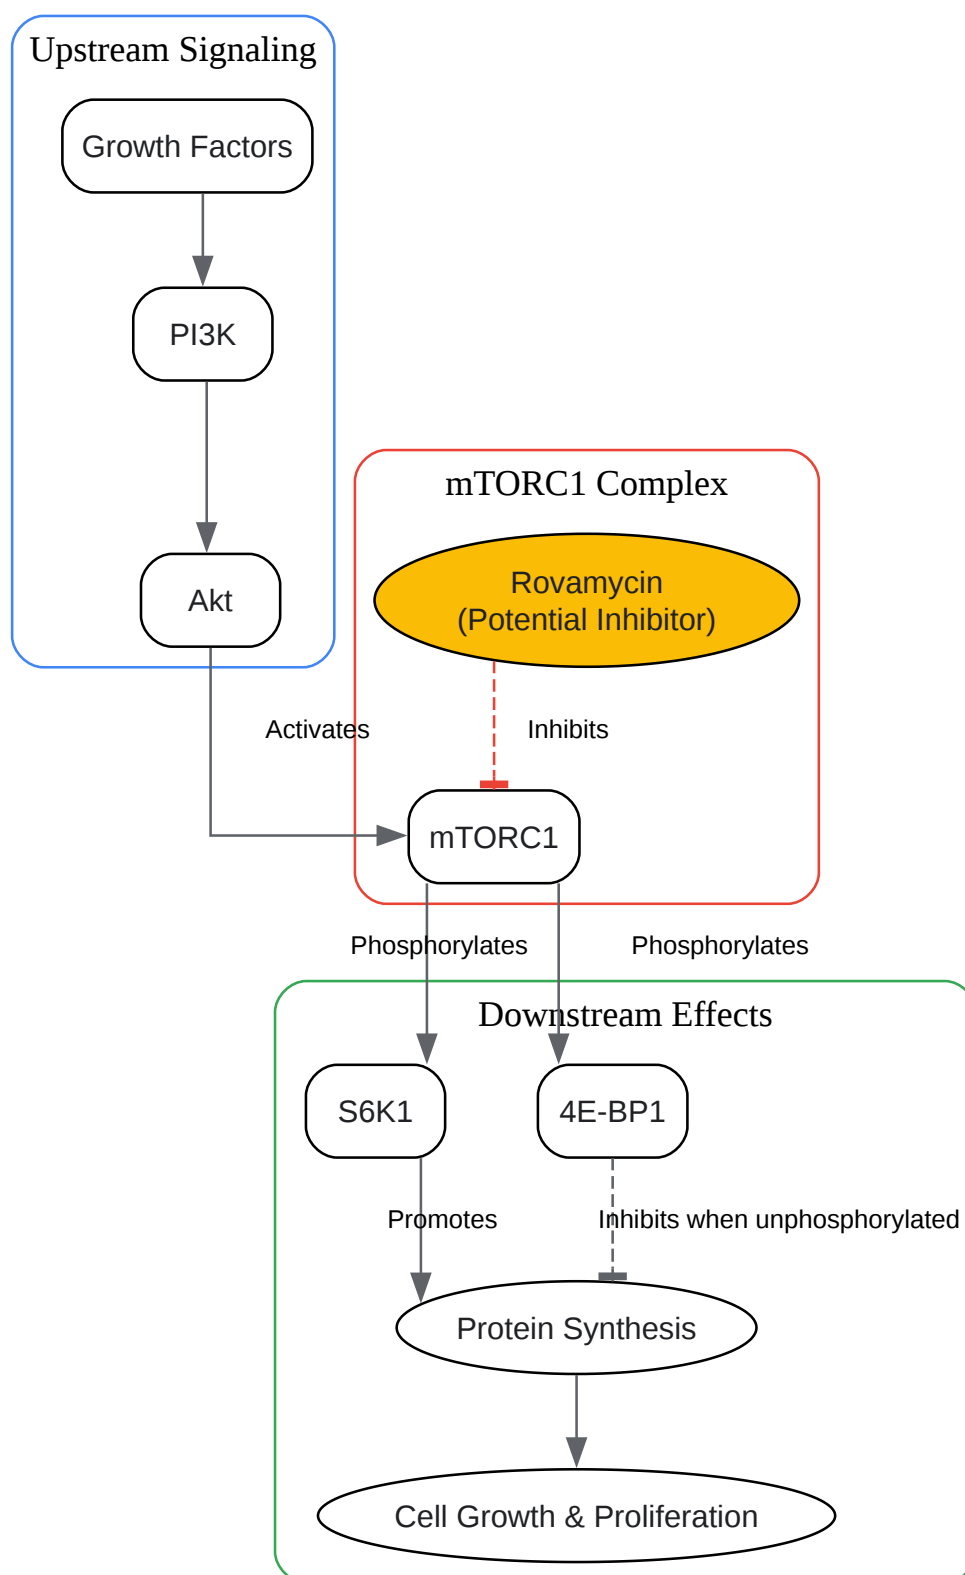 Upstream Signaling
Growth Factors
PI3K
Akt
mTORC1 Complex
Rovamycin
(Potential Inhibitor)
Activates
Inhibits
mTORC1
Phosphorylates
Phosphorylates
Downstream Effects
S6K1
4E-BP1
Promotes
Inhibits when unphosphorylated
Protein Synthesis
Cell Growth & Proliferation